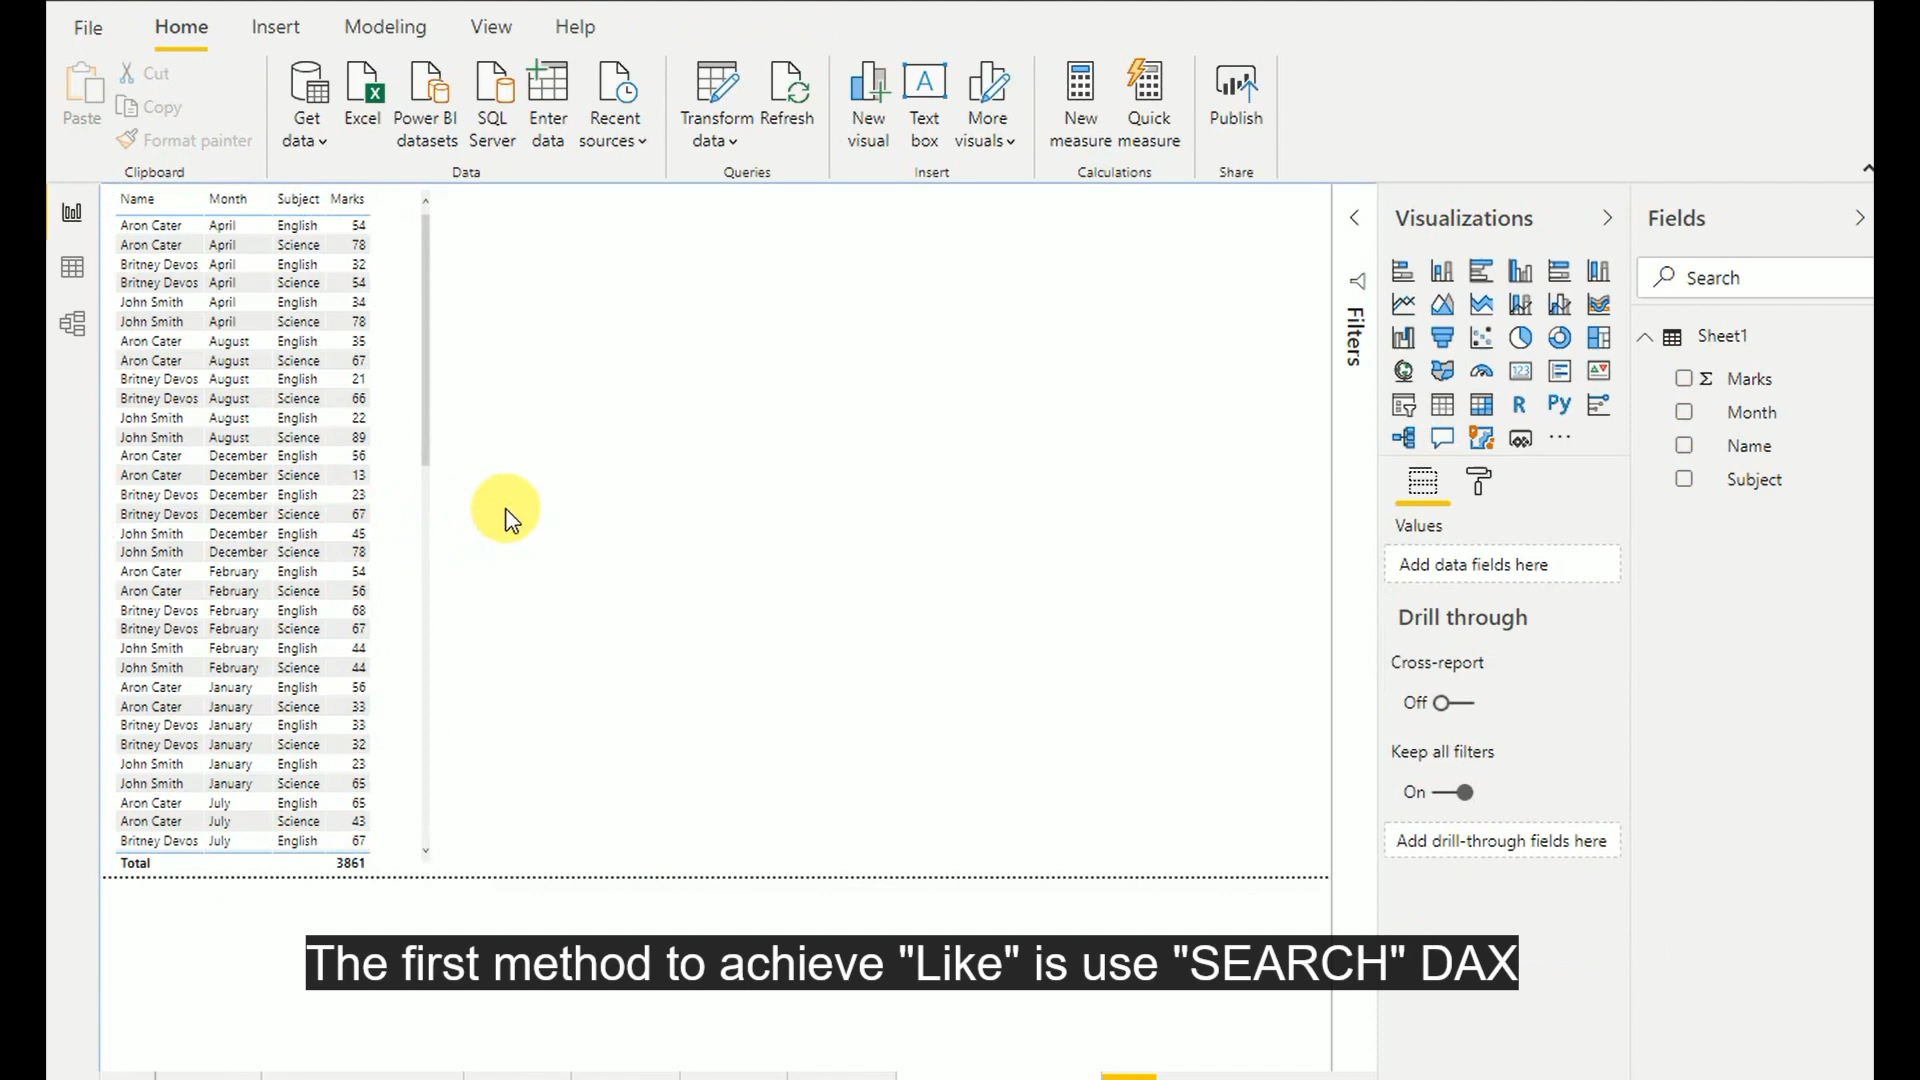 File Home Insert Modeling View Help
Paste
Cut
Copy
Format painter
Clipboard
Get data
Excel
Power BI datasets
SQL Server
Enter data
Recent sources
Data
Transform data
Refresh
Queries
New visual
Text box
More visuals
Insert
New measure
Quick measure
Calculations
Publish
Share
Name Month Subject Marks
Aron Cater April English 54
Aron Cater April Science 78
Britney Devos April English 32
Britney Devos April Science 54
John Smith April English 34
John Smith April Science 78
Aron Cater August English 35
Aron Cater August Science 67
Britney Devos August English 21
Britney Devos August Science 66
John Smith August English 22
John Smith August Science 89
Aron Cater December English 56
Aron Cater December Science 13
Britney Devos December English 23
Britney Devos December Science 67
John Smith December English 45
John Smith December Science 78
Aron Cater February English 54
Aron Cater February Science 56
Britney Devos February English 68
Britney Devos February Science 67
John Smith February English 44
John Smith February Science 44
Aron Cater January English 56
Aron Cater January Science 33
Britney Devos January English 33
Britney Devos January Science 32
John Smith January English 23
John Smith January Science 65
Aron Cater July English 65
Aron Cater July Science 43
Britney Devos July English 67
Total 3861
Filters
Visualizations
123
R
Py
Values
Add data fields here
Drill through
Cross-report
Off
Keep all filters
On
Add drill-through fields here
Fields
Search
Sheet1
Σ Marks
Month
Name
Subject
The first method to achieve "Like" is use "SEARCH" DAX